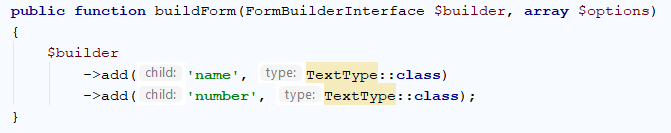 public function buildForm(FormBuilderInterface $builder, array $options)
{
$builder
->add( child: 'name', type: TextType::class)
->add( child: 'number', type: TextType::class);
}